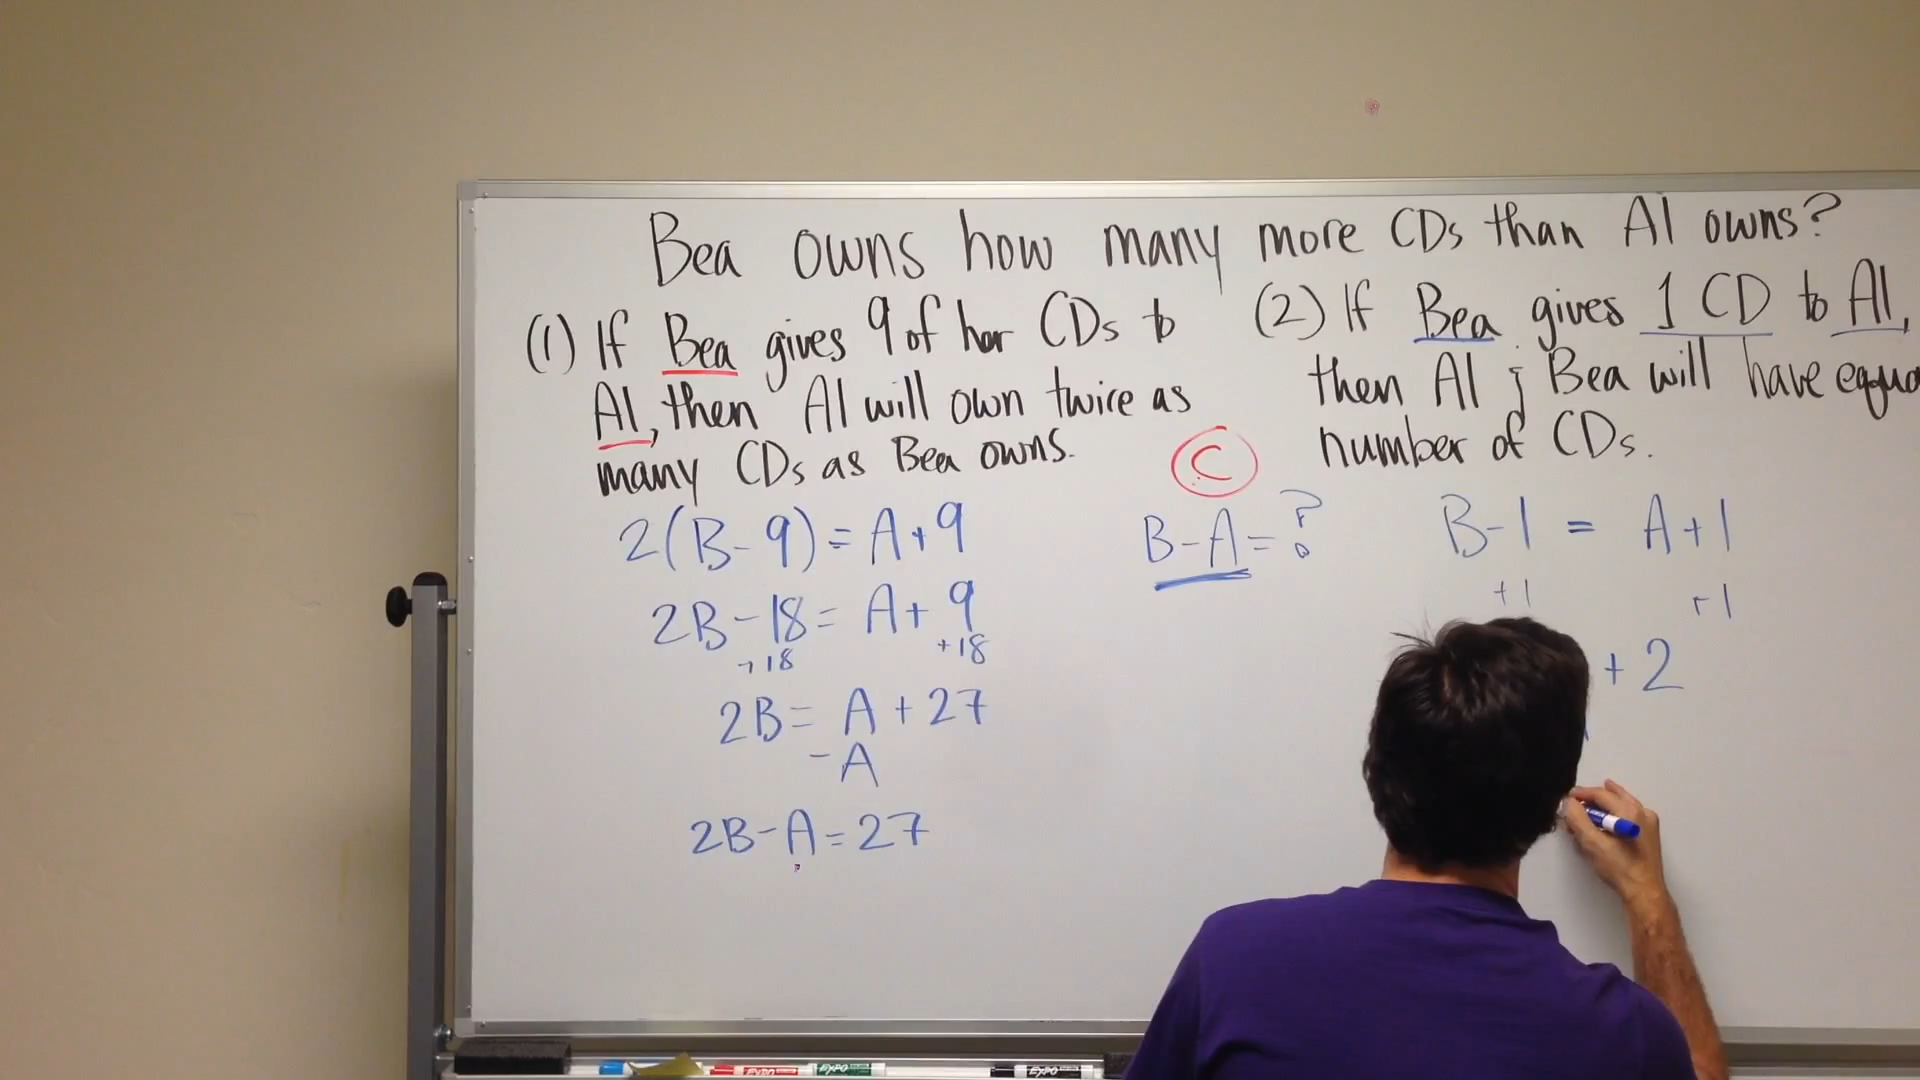 Bea owns how many more CDs than Al owns?
(1) If Bea gives 9 of her CDs to
Al, then Al will own twice as
many CDs as Bea owns.
(2) If Bea gives 1 CD to Al,
then Al & Bea will have equa
number of CDs.
C
2(B-9) = A+9
2B-18 = A+9
+18 +18
2B = A + 27
-A
2B-A = 27
B-A = ?
B-1 = A+1
+1 +1
+ 2
EXPO
EXPO
EXPO